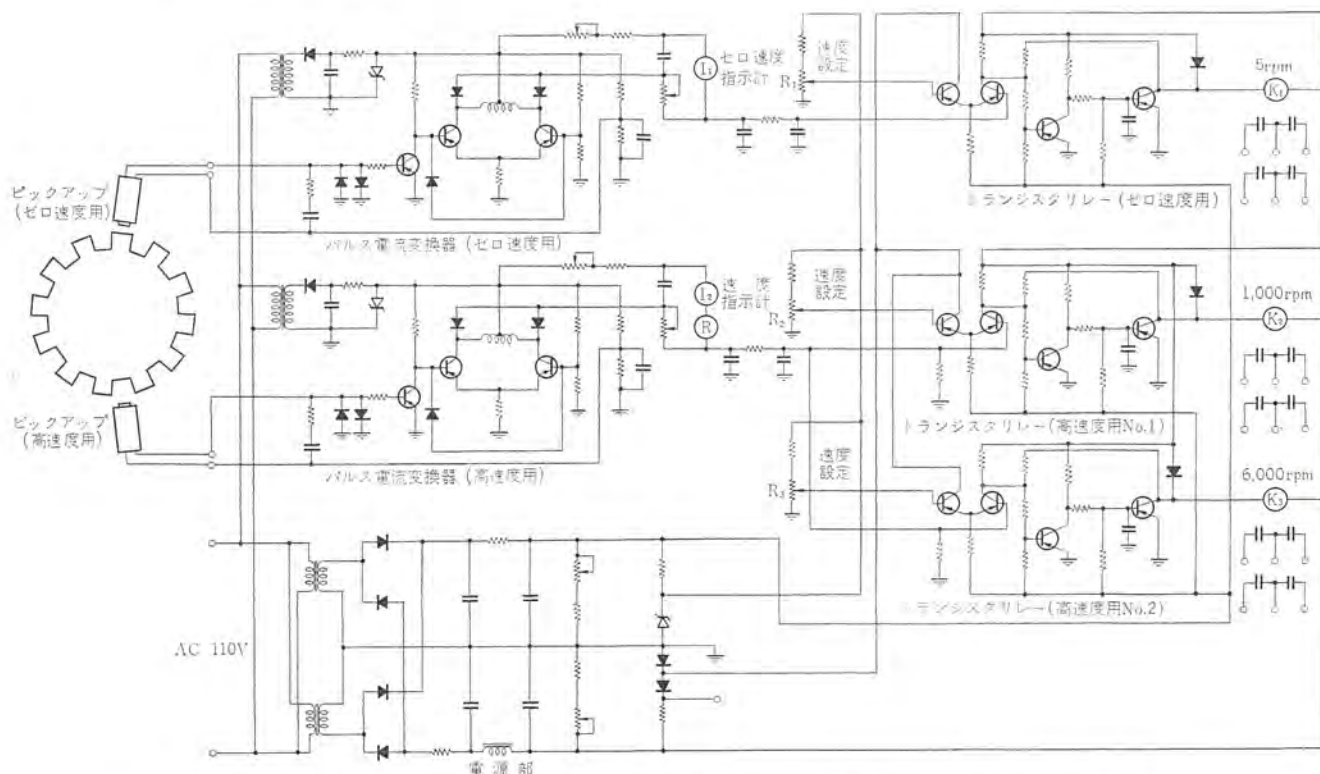 ピックアップ
(ゼロ速度用)
ピックアップ
(高速度用)
パルス電流変換器 (ゼロ速度用)
パルス電流変換器 (高速度用)
I₁
ゼロ速度
指示計
I₂
速 度
指示計
R
速度
設定
R₁
速度
設定
R₂
速度
設定
R₃
5rpm
K₁
トランジスタリレー (ゼロ速度用)
1,000rpm
K₂
トランジスタリレー(高速度用No.1)
6,000rpm
K₃
トランジスタリレー(高速度用No.2)
AC 110V
電 源 部